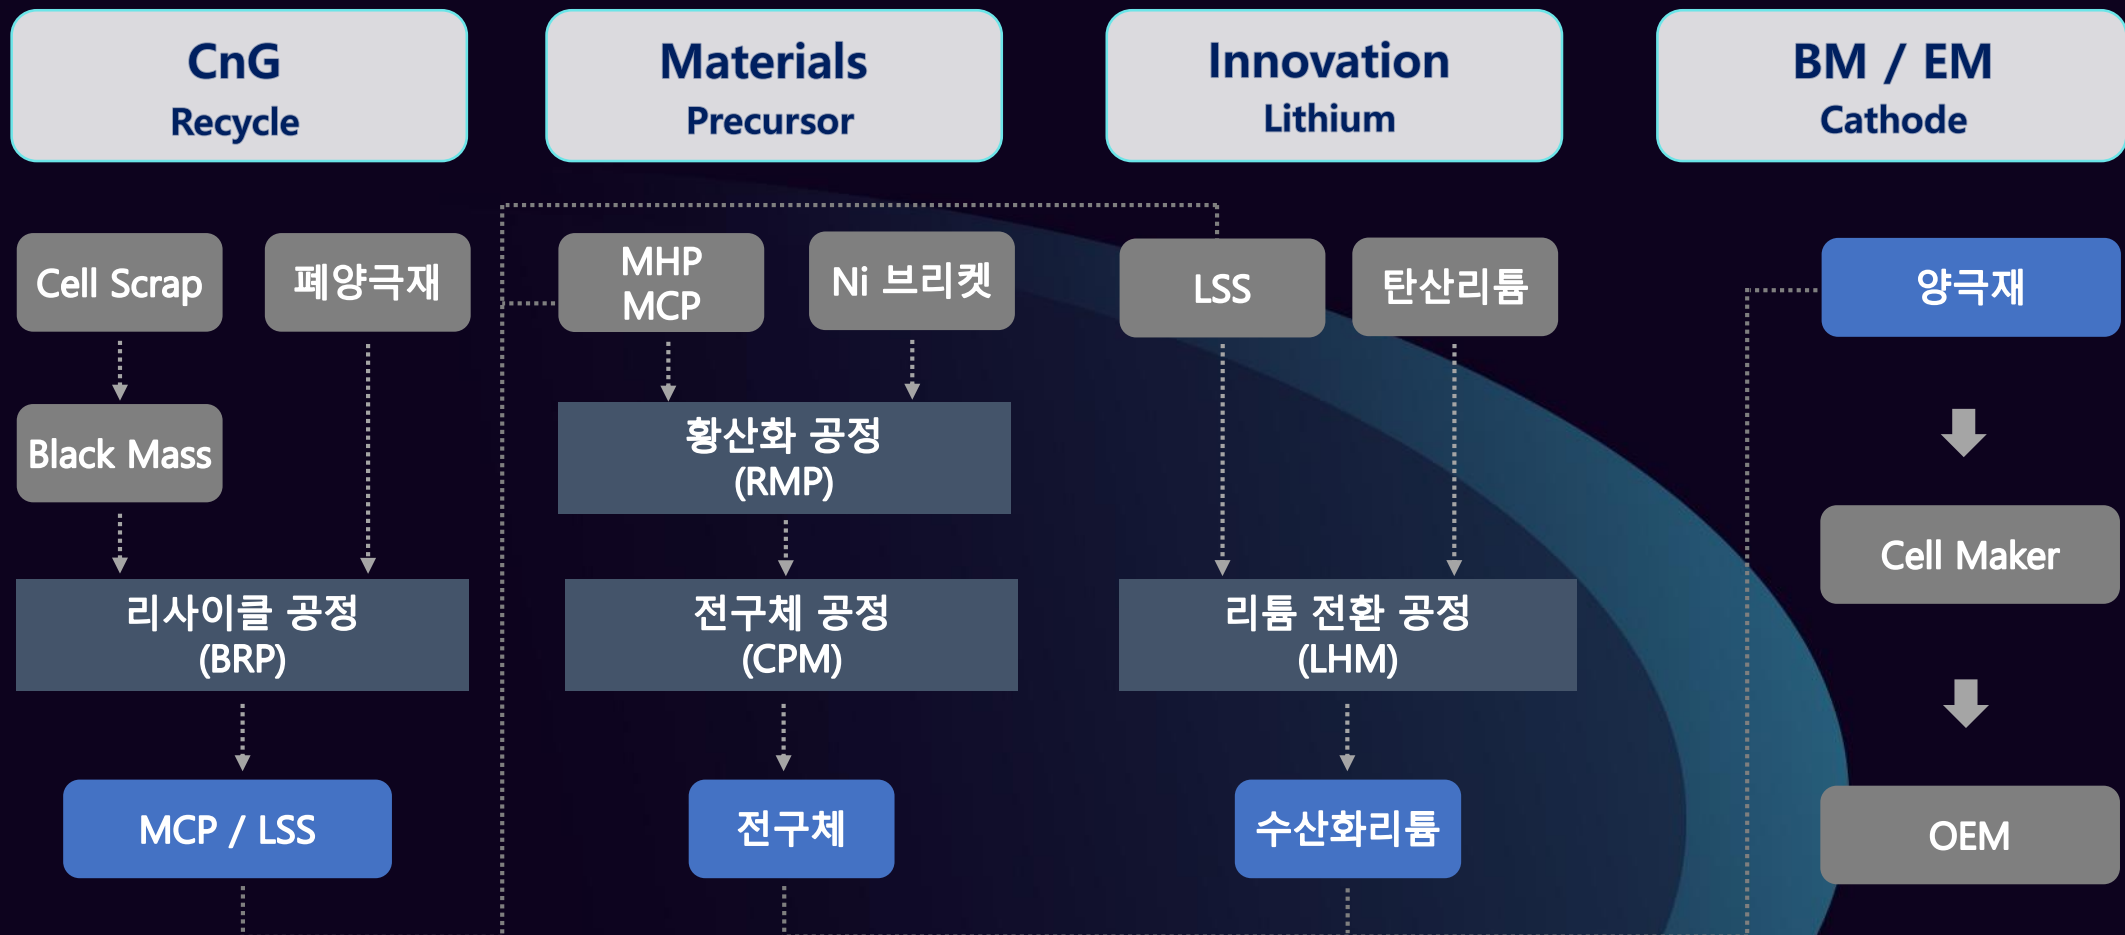 CnG
Recycle
Materials
Precursor
Innovation
Lithium
BM / EM
Cathode
Cell Scrap
폐양극재
Black Mass
리사이클 공정
(BRP)
MCP / LSS
MHP
MCP
Ni 브리켓
황산화 공정
(RMP)
전구체 공정
(CPM)
전구체
LSS
탄산리튬
리튬 전환 공정
(LHM)
수산화리튬
양극재
Cell Maker
OEM